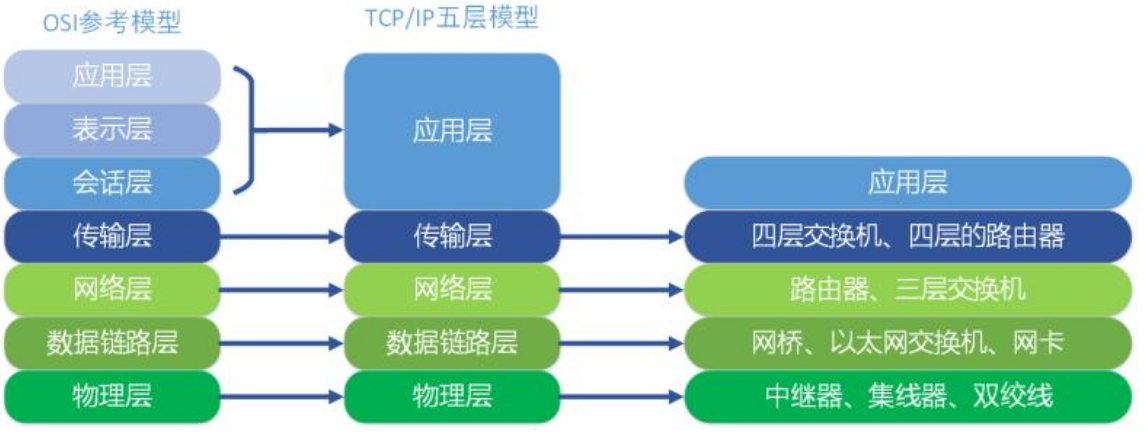 OSI参考模型
TCP/IP五层模型
应用层
表示层
会话层
传输层
网络层
数据链路层
物理层
应用层
传输层
网络层
数据链路层
物理层
应用层
四层交换机、四层的路由器
路由器、三层交换机
网桥、以太网交换机、网卡
中继器、集线器、双绞线